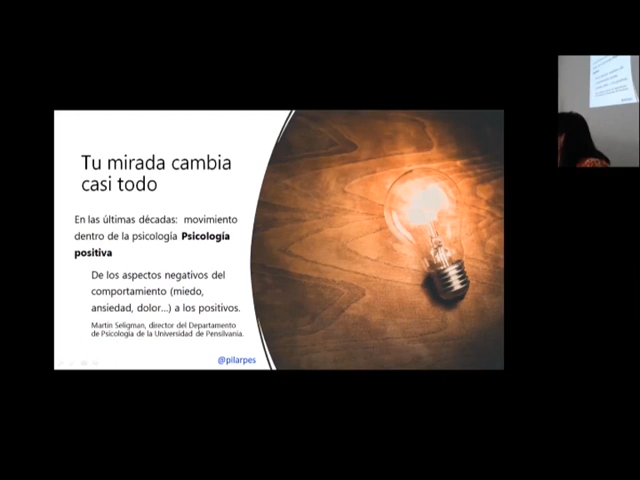 Tu mirada cambia
casi todo
En las últimas décadas: movimiento
dentro de la psicología Psicología
positiva
De los aspectos negativos del
comportamiento (miedo,
ansiedad, dolor...) a los positivos.
Martin Seligman, director del Departamento
de Psicología de la Universidad de Pensilvania.
@pilarpes